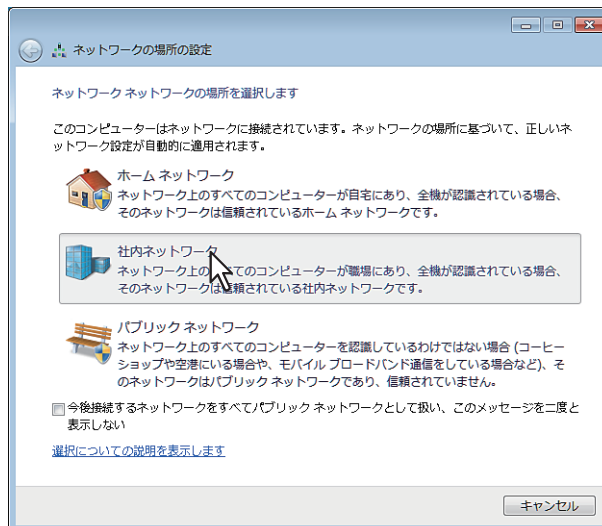 ネットワークの場所の設定
ネットワーク ネットワークの場所を選択します
このコンピューターはネットワークに接続されています。ネットワークの場所に基づいて、正しいネ
ットワーク設定が自動的に適用されます。
ホーム ネットワーク
ネットワーク上のすべてのコンピューターが自宅にあり、全機が認識されている場合、
そのネットワークは信頼されているホーム ネットワークです。
社内ネットワーク
ネットワーク上のすべてのコンピューターが職場にあり、全機が認識されている場合、
そのネットワークは信頼されている社内ネットワークです。
パブリック ネットワーク
ネットワーク上のすべてのコンピューターを認識しているわけではない場合 (コーヒー
ショップや空港にいる場合や、モバイル ブロードバンド通信をしている場合など)、そ
のネットワークはパブリック ネットワークであり、信頼されていません。
今後接続するネットワークをすべてパブリック ネットワークとして扱い、このメッセージを二度と
表示しない
選択についての説明を表示します
キャンセル